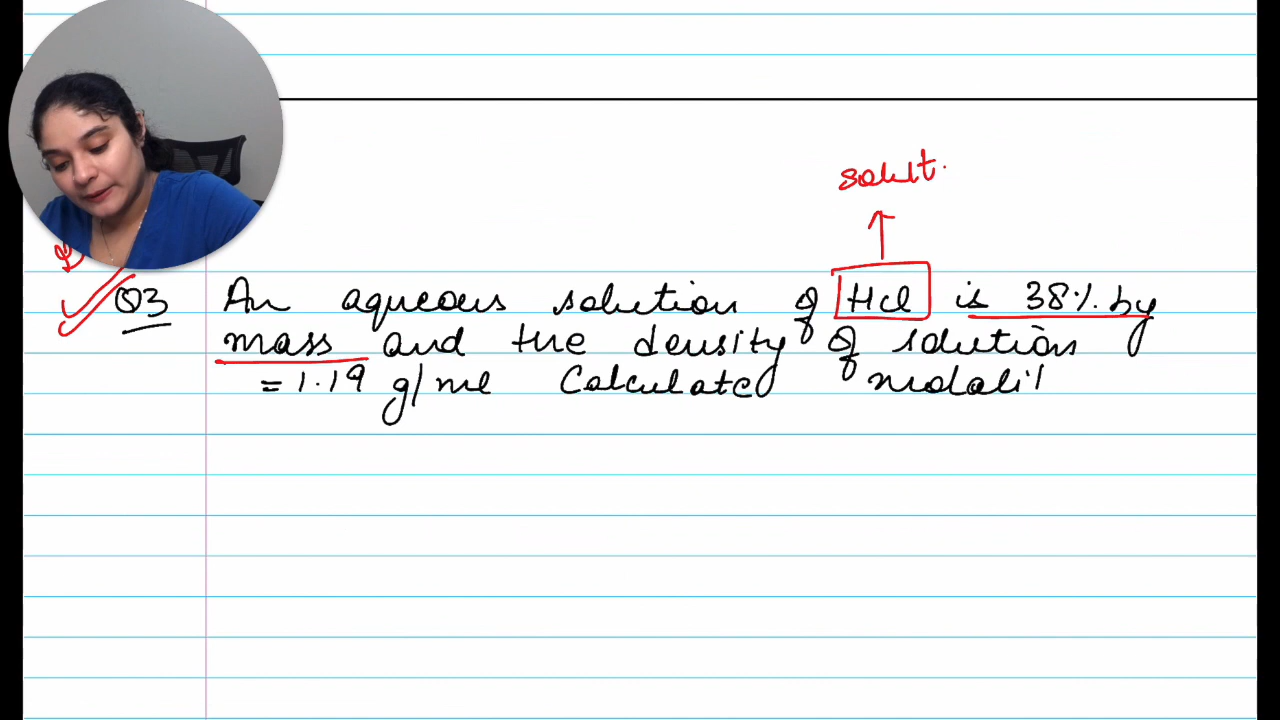 solut.
Q3 An aqueous solution of HCl is 38% by
mass and the density of solution
= 1.19 g/ml Calculate molali